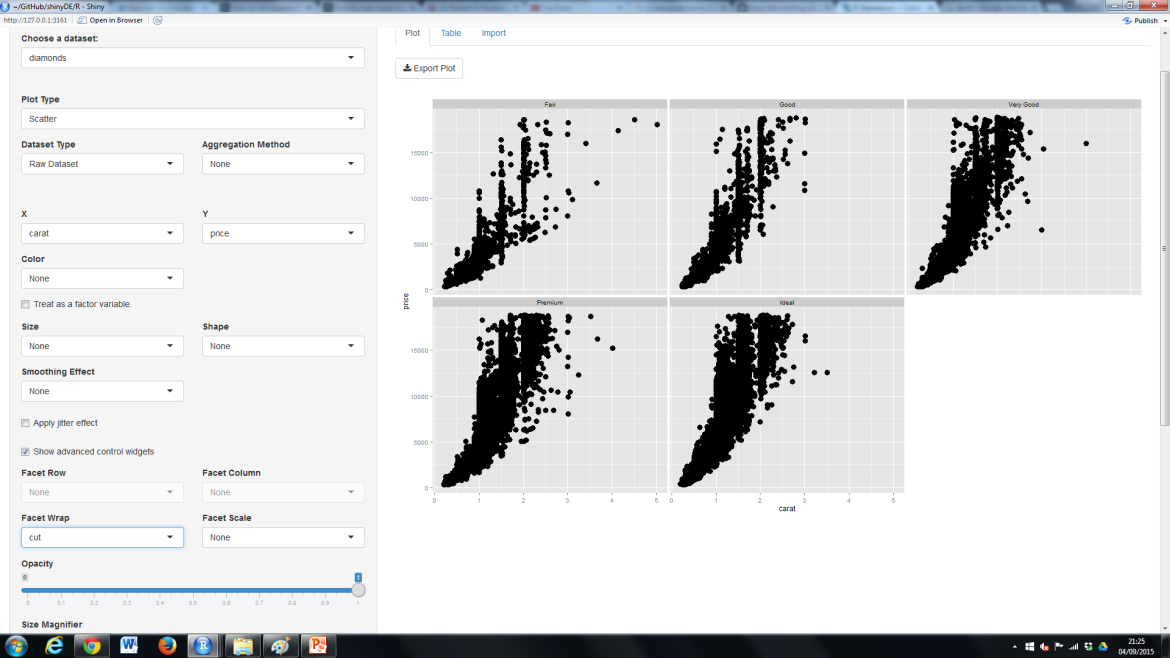 ~/GitHub/shinyDE/R - Shiny
http://127.0.0.1:3161 Open in Browser Publish
Choose a dataset:
diamonds
Plot Type
Scatter
Dataset Type Aggregation Method
Raw Dataset None
X Y
carat price
Color
None
Treat as a factor variable.
Size Shape
None None
Smoothing Effect
None
Apply jitter effect
Show advanced control widgets
Facet Row Facet Column
None None
Facet Wrap Facet Scale
cut None
Opacity
0 1
0 0.1 0.2 0.3 0.4 0.5 0.6 0.7 0.8 0.9 1
Size Magnifier
Plot Table Import
Export Plot
Fair Good Very Good
15000
10000
5000
0
price
Premium Ideal
15000
10000
5000
0
0 1 2 3 4 5 0 1 2 3 4 5
carat
21:25
04/09/2015